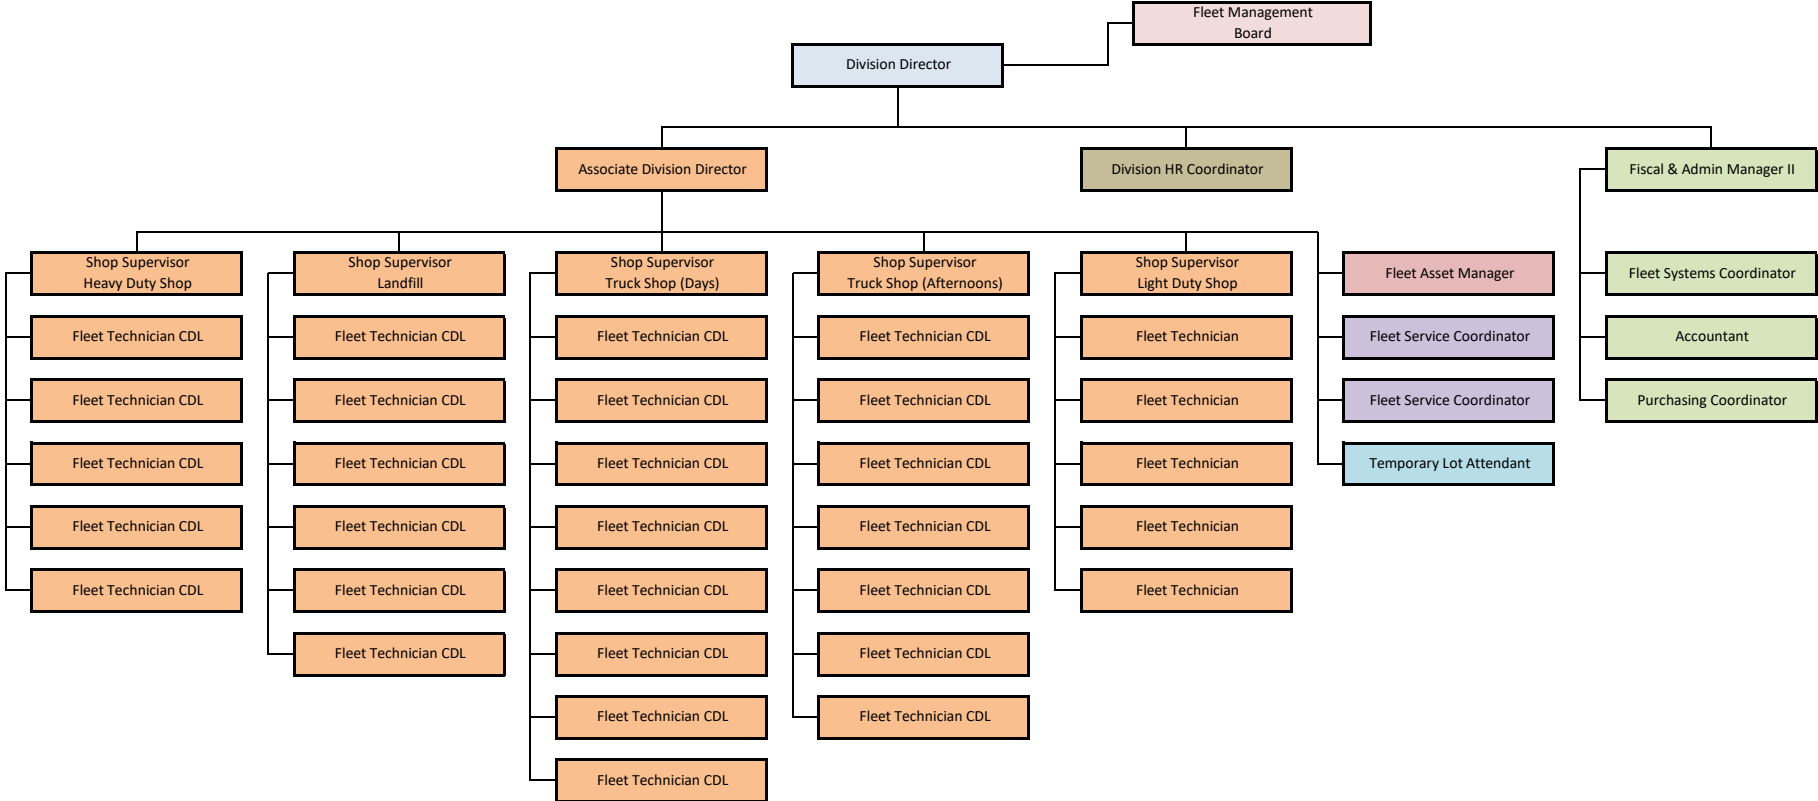 Fleet Management
Board
Division Director
Associate Division Director
Division HR Coordinator
Fiscal & Admin Manager II
Shop Supervisor
Heavy Duty Shop
Fleet Technician CDL
Fleet Technician CDL
Fleet Technician CDL
Fleet Technician CDL
Fleet Technician CDL
Shop Supervisor
Landfill
Fleet Technician CDL
Fleet Technician CDL
Fleet Technician CDL
Fleet Technician CDL
Fleet Technician CDL
Fleet Technician CDL
Shop Supervisor
Truck Shop (Days)
Fleet Technician CDL
Fleet Technician CDL
Fleet Technician CDL
Fleet Technician CDL
Fleet Technician CDL
Fleet Technician CDL
Fleet Technician CDL
Fleet Technician CDL
Shop Supervisor
Truck Shop (Afternoons)
Fleet Technician CDL
Fleet Technician CDL
Fleet Technician CDL
Fleet Technician CDL
Fleet Technician CDL
Fleet Technician CDL
Fleet Technician CDL
Shop Supervisor
Light Duty Shop
Fleet Technician
Fleet Technician
Fleet Technician
Fleet Technician
Fleet Technician
Fleet Asset Manager
Fleet Service Coordinator
Fleet Service Coordinator
Temporary Lot Attendant
Fleet Systems Coordinator
Accountant
Purchasing Coordinator